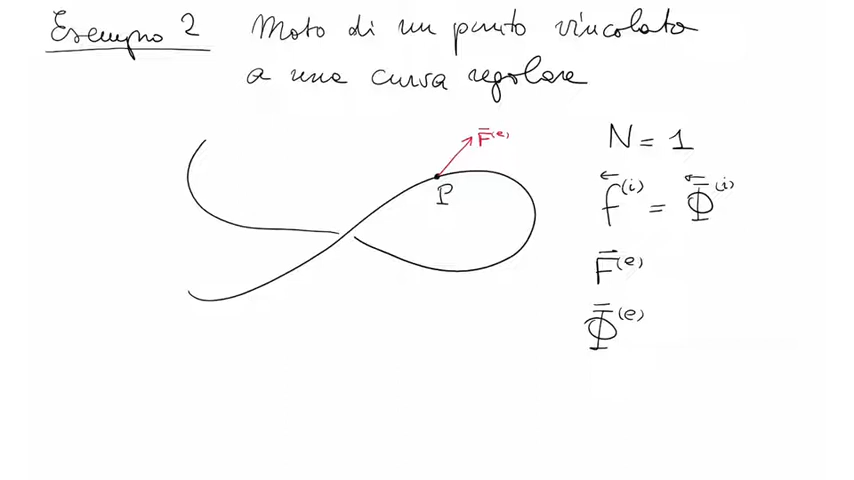 Esempio 2 Moto di un punto vincolato
a una curva regolare
F̄⁽ᵉ⁾
P
N = 1
f⃖⁽ⁱ⁾ = Φ⃖⁽ⁱ⁾
F̄⁽ᵉ⁾
Φ̄⁽ᵉ⁾